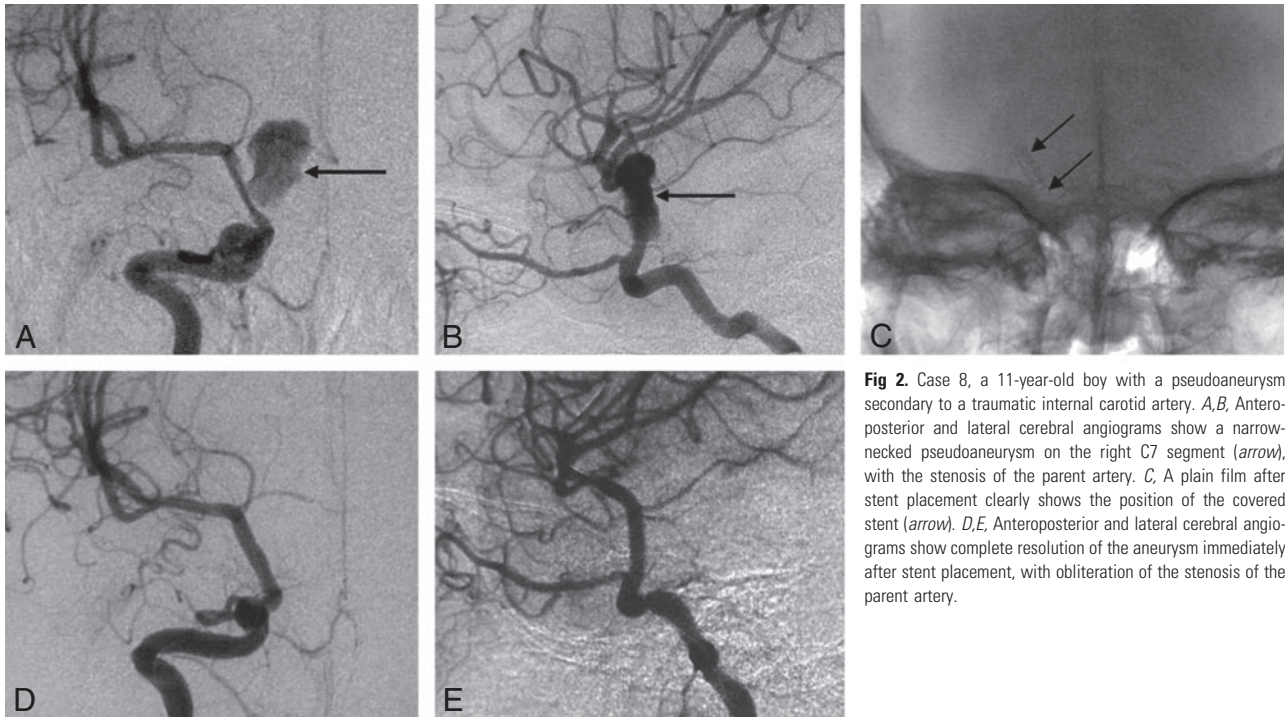 A
B
C
D
E
Fig 2. Case 8, a 11-year-old boy with a pseudoaneurysm
secondary to a traumatic internal carotid artery. A,B, Antero-
posterior and lateral cerebral angiograms show a narrow-
necked pseudoaneurysm on the right C7 segment (arrow),
with the stenosis of the parent artery. C, A plain film after
stent placement clearly shows the position of the covered
stent (arrow). D,E, Anteroposterior and lateral cerebral angio-
grams show complete resolution of the aneurysm immediately
after stent placement, with obliteration of the stenosis of the
parent artery.